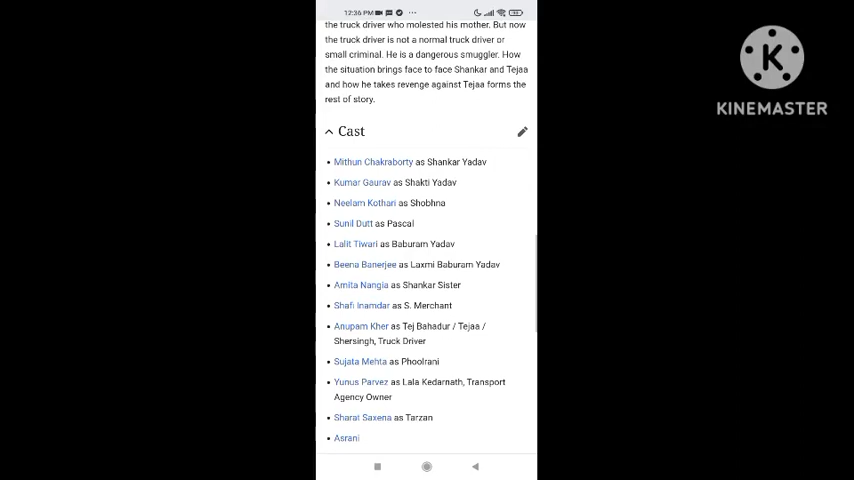 12:36 PM
the truck driver who molested his mother. But now
the truck driver is not a normal truck driver or
small criminal. He is a dangerous smuggler. How
the situation brings face to face Shankar and Tejaa
and how he takes revenge against Tejaa forms the
rest of story.
Cast
Mithun Chakraborty as Shankar Yadav
Kumar Gaurav as Shakti Yadav
Neelam Kothari as Shobhna
Sunil Dutt as Pascal
Lalit Tiwari as Baburam Yadav
Beena Banerjee as Laxmi Baburam Yadav
Amita Nangia as Shankar Sister
Shafi Inamdar as S. Merchant
Anupam Kher as Tej Bahadur / Tejaa /
Shersingh, Truck Driver
Sujata Mehta as Phoolrani
Yunus Parvez as Lala Kedarnath, Transport
Agency Owner
Sharat Saxena as Tarzan
Asrani
K
KINEMASTER